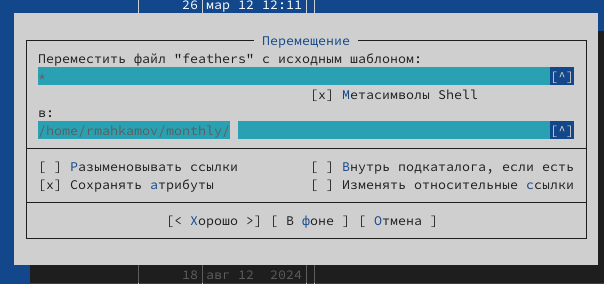 26 мар 12 12:11
Перемещение
Переместить файл "feathers" с исходным шаблоном:
* [^]
[x] Метасимволы Shell
в:
/home/rmahkamov/monthly/ [^]
[ ] Разыменовывать ссылки [ ] Внутрь подкаталога, если есть
[x] Сохранять атрибуты [ ] Изменять относительные ссылки
[< Хорошо >] [ В фоне ] [ Отмена ]
18 авг 12 2024